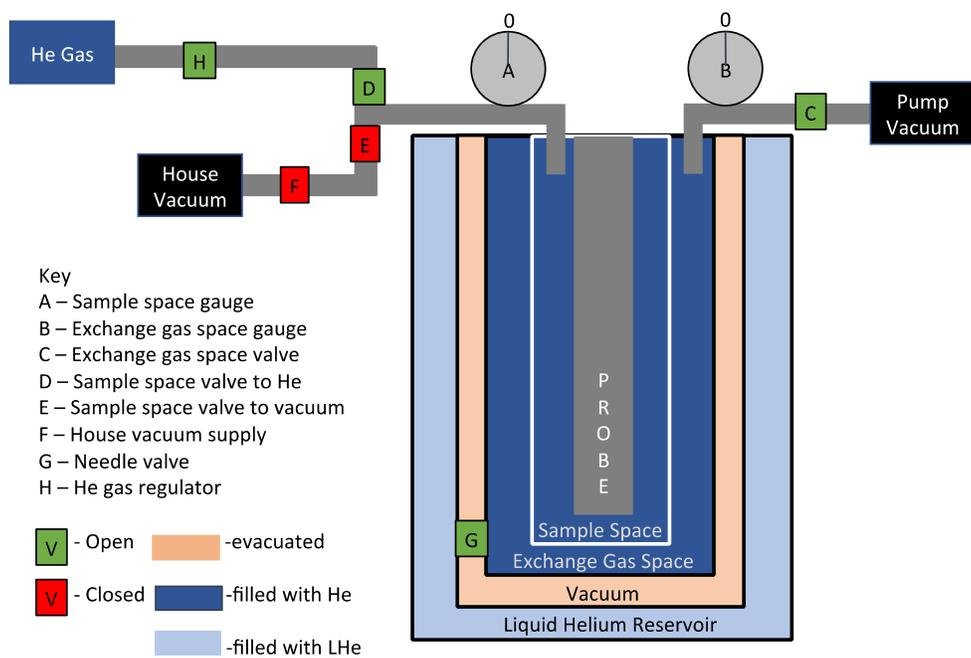 0
0
He Gas
H
A
B
D
C
Pump
Vacuum
E
House
Vacuum
F
Key
A – Sample space gauge
B – Exchange gas space gauge
C – Exchange gas space valve
D – Sample space valve to He
E – Sample space valve to vacuum
F – House vacuum supply
G – Needle valve
H – He gas regulator
V - Open
-evacuated
V - Closed
-filled with He
-filled with LHe
P
R
O
B
E
G
Sample Space
Exchange Gas Space
Vacuum
Liquid Helium Reservoir